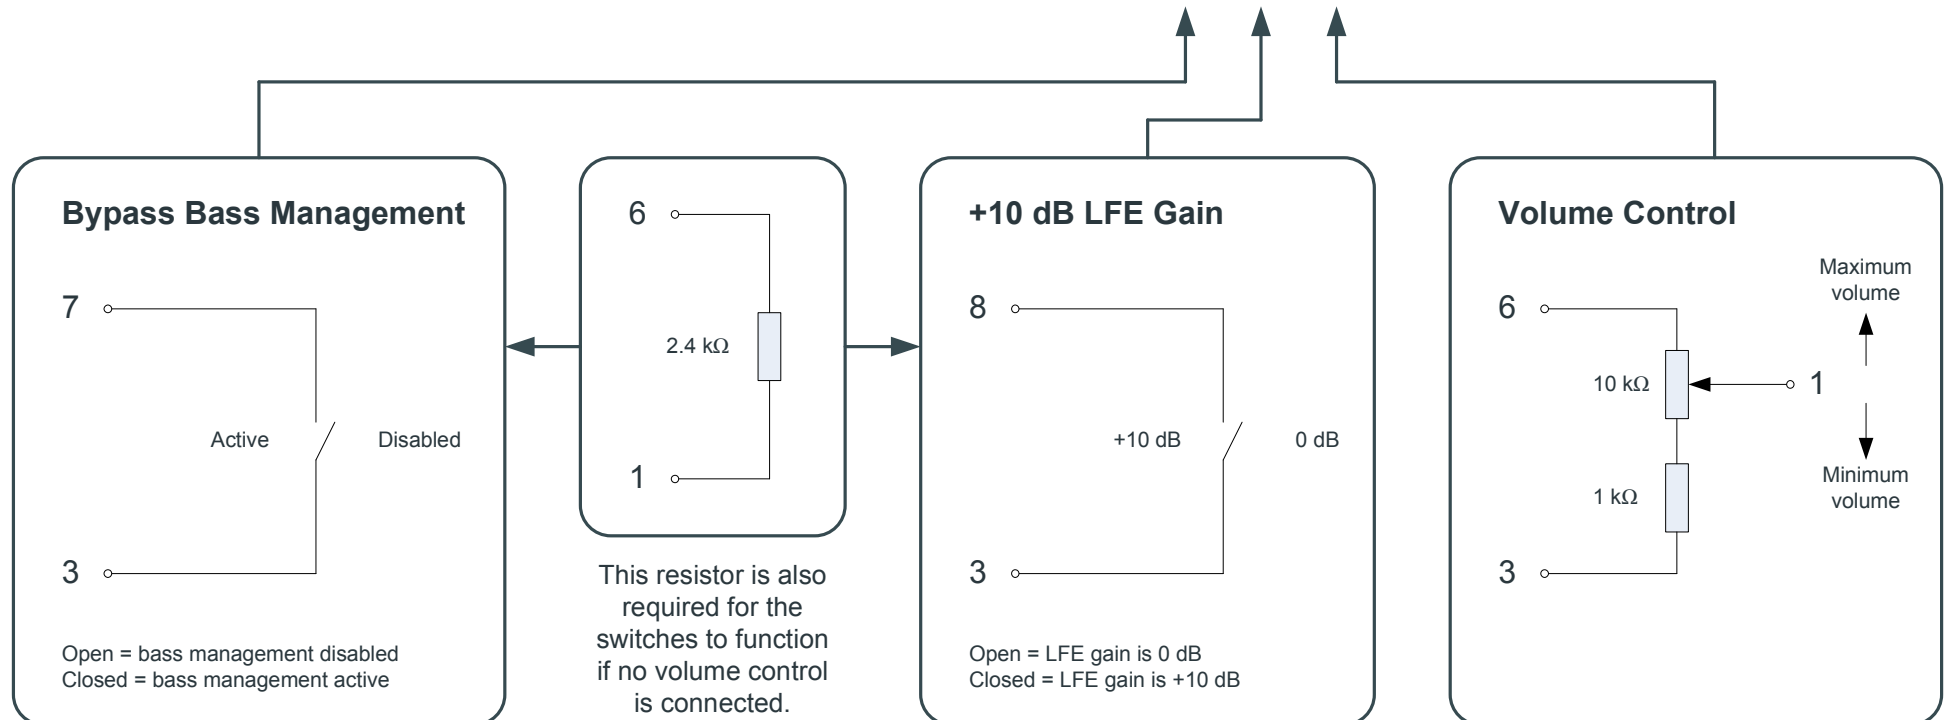 Bypass Bass Management
7
Active
Disabled
3
Open = bass management disabled
Closed = bass management active
6
2.4 kΩ
1
This resistor is also
required for the
switches to function
if no volume control
is connected.
+10 dB LFE Gain
8
+10 dB
0 dB
3
Open = LFE gain is 0 dB
Closed = LFE gain is +10 dB
Volume Control
Maximum
volume
6
10 kΩ
1
Minimum
volume
1 kΩ
3